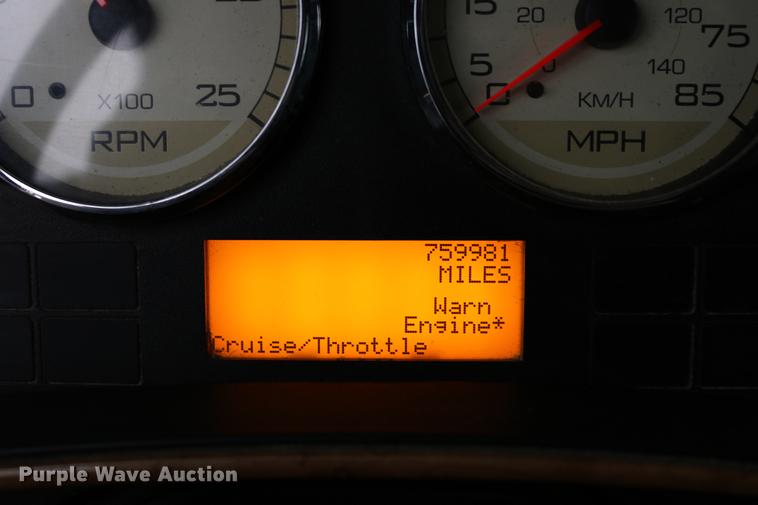 15
20
120
75
5
0
140
0
X100
25
0
KM/H
85
RPM
MPH
759981
MILES
Warn
Engine*
Cruise/Throttle
Purple Wave Auction